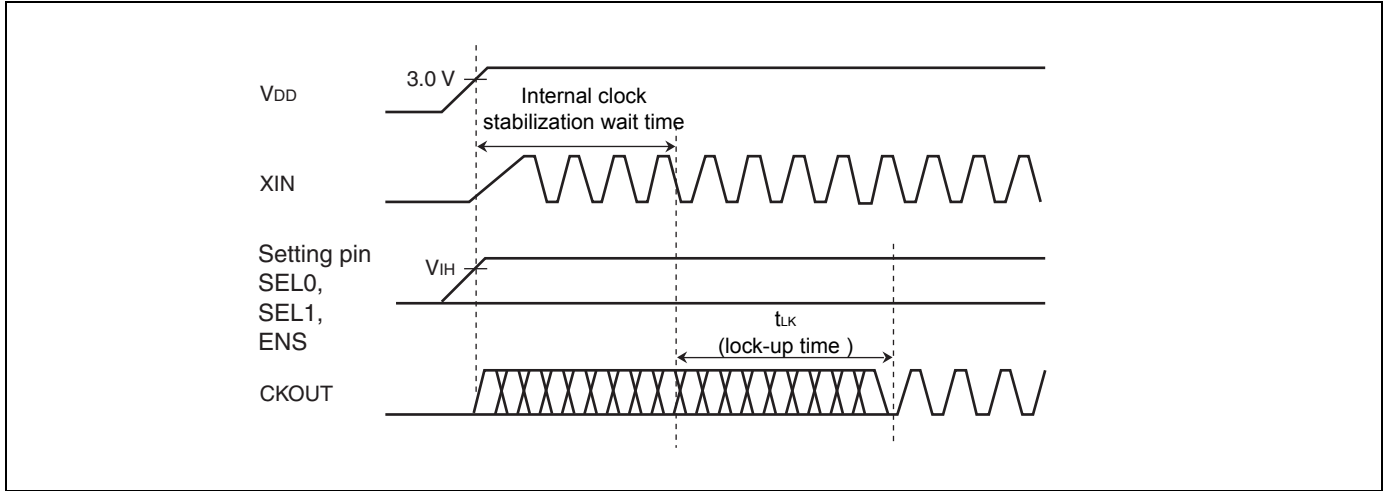 3.0 V
VDD
Internal clock
stabilization wait time
XIN
Setting pin
SEL0,
SEL1,
ENS
VIH
tLK
(lock-up time )
CKOUT